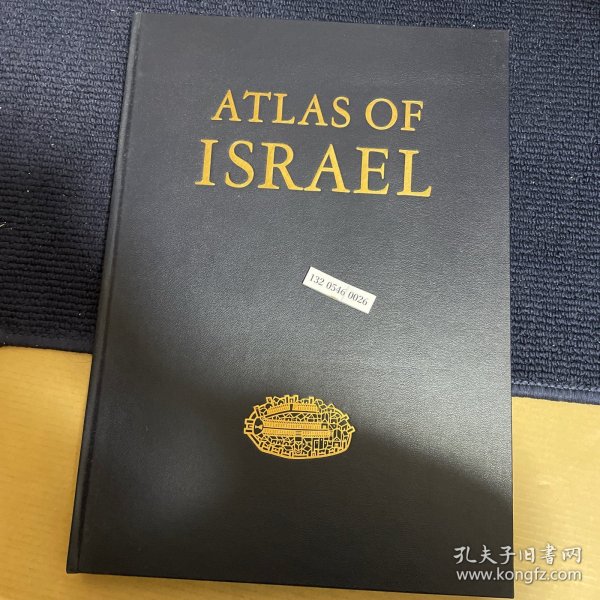 ATLAS OF
ISRAEL
132 0546 0026
孔夫子旧书网
www.kongfz.com